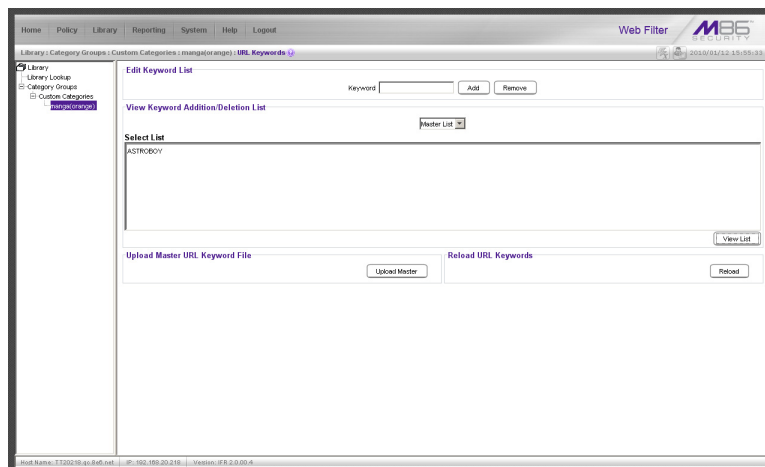 Home Policy Library Reporting System Help Logout Web Filter M86 SECURITY
Library : Category Groups : Custom Categories : manga(orange) : URL Keywords 2010/01/12 15:55:33
Library
Library Lookup
Category Groups
Custom Categories
manga(orange)
Edit Keyword List
Keyword Add Remove
View Keyword Addition/Deletion List
Master List
Select List
ASTROBOY
View List
Upload Master URL Keyword File
Upload Master
Reload URL Keywords
Reload
Host Name: TT20218.qc.8e6.net IP: 192.168.20.218 Version: IFR 2.0.00.4